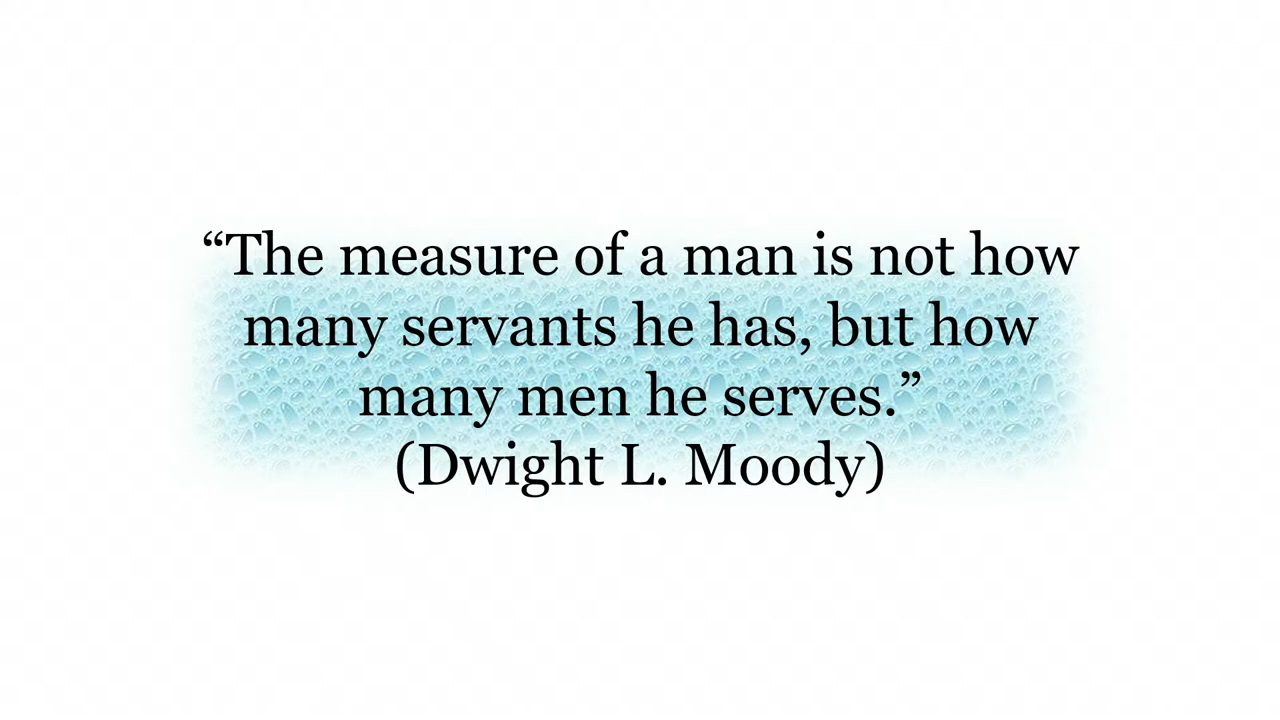 “The measure of a man is not how
many servants he has, but how
many men he serves.”
(Dwight L. Moody)